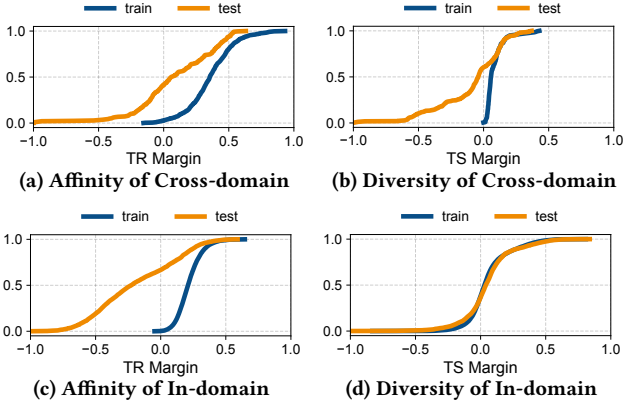 train test train test
1.0 1.0
0.5 0.5
0.0 0.0
−1.0 −0.5 0.0 0.5 1.0 −1.0 −0.5 0.0 0.5 1.0
TR Margin TS Margin
(a) Affinity of Cross-domain (b) Diversity of Cross-domain
train test train test
1.0 1.0
0.5 0.5
0.0 0.0
−1.0 −0.5 0.0 0.5 1.0 −1.0 −0.5 0.0 0.5 1.0
TR Margin TS Margin
(c) Affinity of In-domain (d) Diversity of In-domain